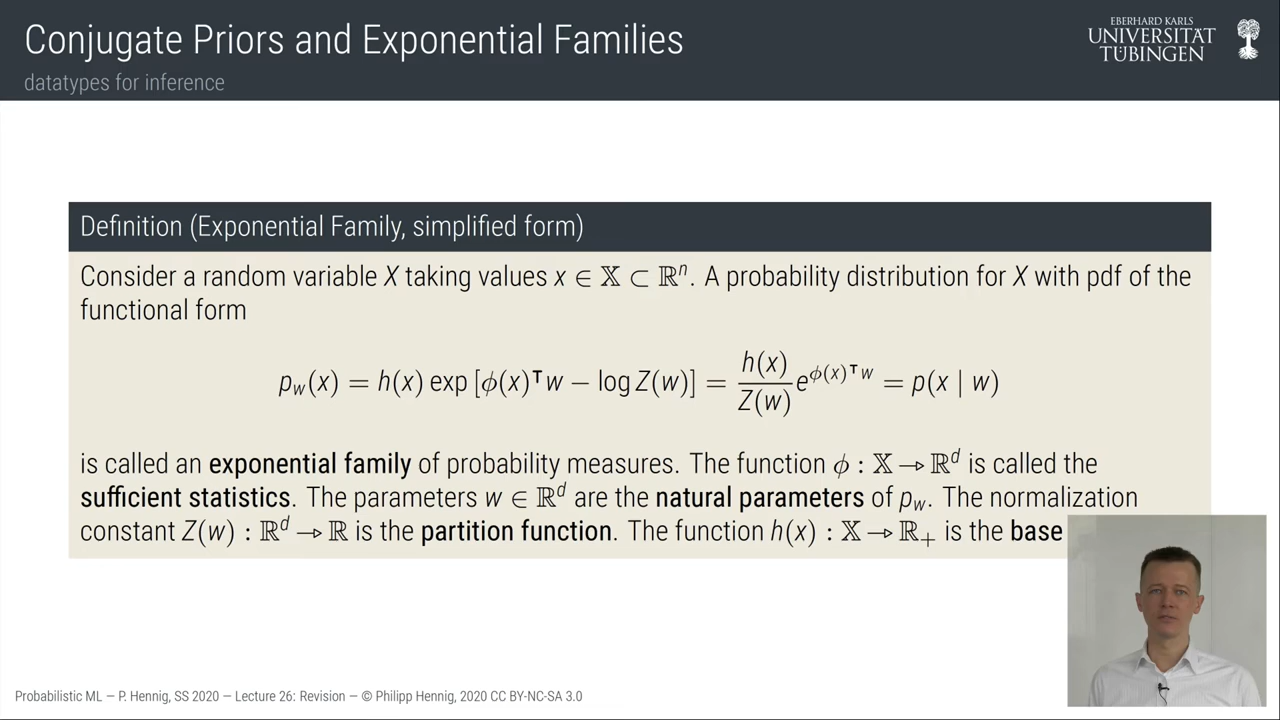 Conjugate Priors and Exponential Families
datatypes for inference
EBERHARD KARLS
UNIVERSITÄT
TÜBINGEN
Definition (Exponential Family, simplified form)
Consider a random variable X taking values x ∈ 𝕏 ⊂ ℝⁿ. A probability distribution for X with pdf of the
functional form
p_w(x) = h(x) exp [ϕ(x)ᵀw − log Z(w)] = h(x)/Z(w) e^{ϕ(x)ᵀw} = p(x | w)
is called an exponential family of probability measures. The function ϕ : 𝕏 → ℝᵈ is called the
sufficient statistics. The parameters w ∈ ℝᵈ are the natural parameters of p_w. The normalization
constant Z(w) : ℝᵈ → ℝ is the partition function. The function h(x) : 𝕏 → ℝ₊ is the base
Probabilistic ML — P. Hennig, SS 2020 — Lecture 26: Revision — © Philipp Hennig, 2020 CC BY-NC-SA 3.0